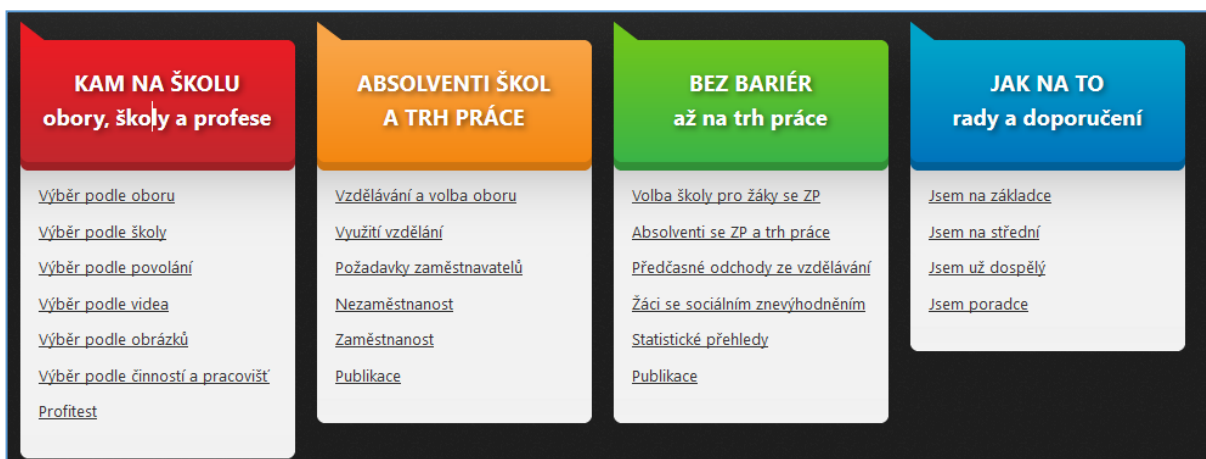 KAM NA ŠKOLU
obory, školy a profese
Výběr podle oboru
Výběr podle školy
Výběr podle povolání
Výběr podle videa
Výběr podle obrázků
Výběr podle činností a pracovišť
Profitest
ABSOLVENTI ŠKOL
A TRH PRÁCE
Vzdělávání a volba oboru
Využití vzdělání
Požadavky zaměstnavatelů
Nezaměstnanost
Zaměstnanost
Publikace
BEZ BARIÉR
až na trh práce
Volba školy pro žáky se ZP
Absolventi se ZP a trh práce
Předčasné odchody ze vzdělávání
Žáci se sociálním znevýhodněním
Statistické přehledy
Publikace
JAK NA TO
rady a doporučení
Jsem na základce
Jsem na střední
Jsem už dospělý
Jsem poradce